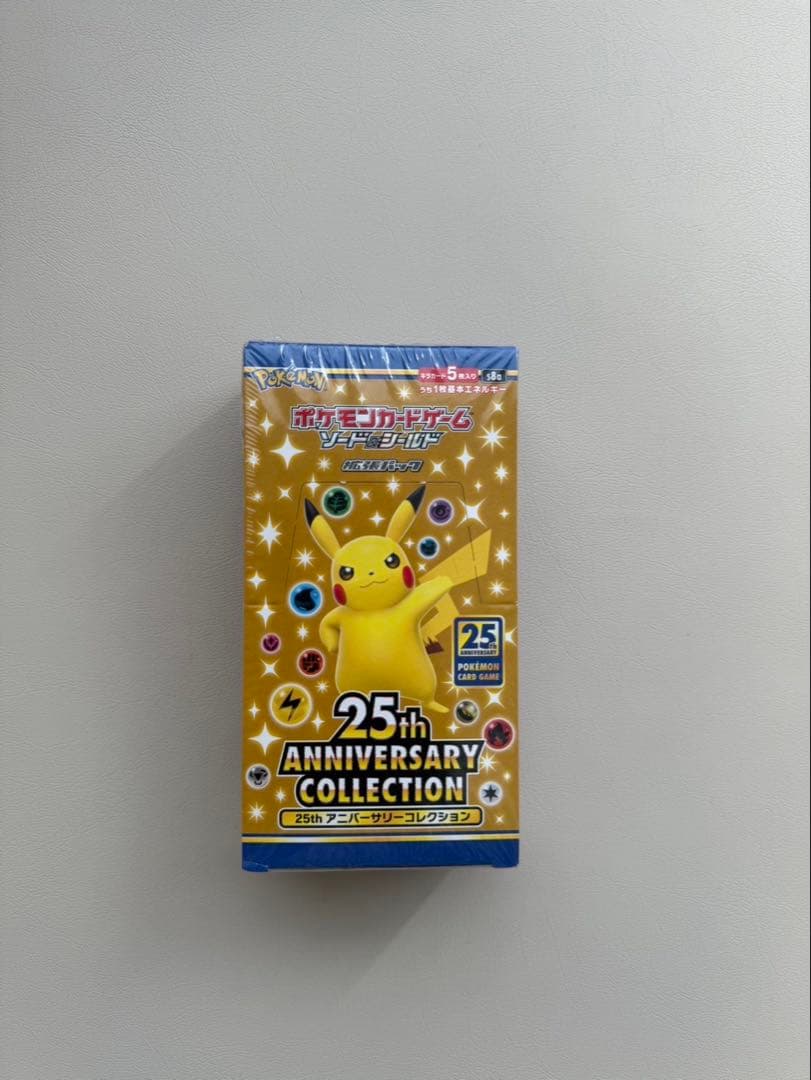 Pokémon
キラカード5枚入り s8a
うち1枚基本エネルギー
ポケモンカードゲーム
ソード&シールド
拡張パック
25th
ANNIVERSARY
POKÉMON
CARD GAME
25th
ANNIVERSARY
COLLECTION
25th アニバーサリーコレクション